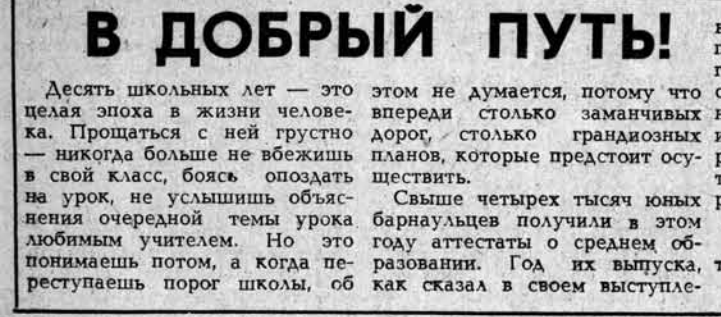 В ДОБРЫЙ ПУТЬ!
Десять школьных лет — это
целая эпоха в жизни челове-
ка. Прощаться с ней грустно
— никогда больше не вбежишь
в свой класс, боясь опоздать
на урок, не услышишь объяс-
нения очередной темы урока
любимым учителем. Но это
понимаешь потом, а когда пе-
реступаешь порог школы, об
этом не думается, потому что
впереди столько заманчивых
дорог, столько грандиозных
планов, которые предстоит осу-
ществить.
Свыше четырех тысяч юных
барнаульцев получили в этом
году аттестаты о среднем об-
разовании. Год их выпуска,
как сказал в своем выступле-